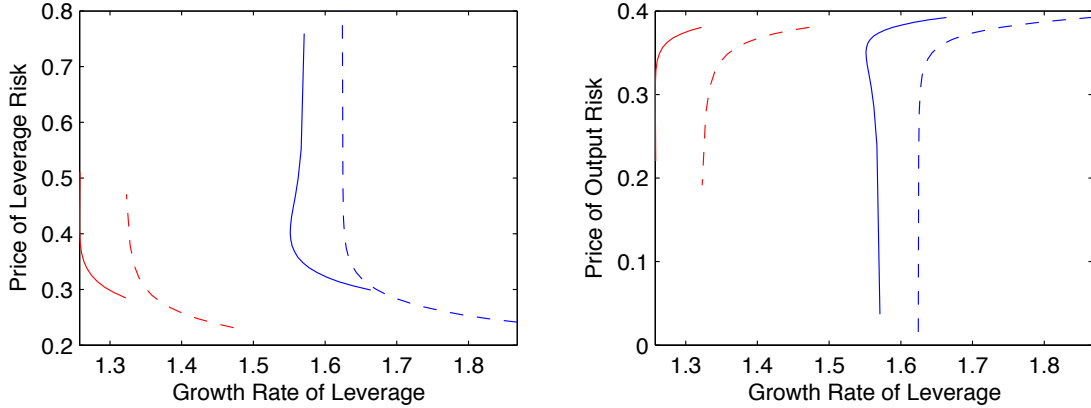 0.8
0.7
0.6
0.5
0.4
0.3
0.2
Price of Leverage Risk
1.3 1.4 1.5 1.6 1.7 1.8
Growth Rate of Leverage
0.4
0.3
0.2
0.1
0
Price of Output Risk
1.3 1.4 1.5 1.6 1.7 1.8
Growth Rate of Leverage